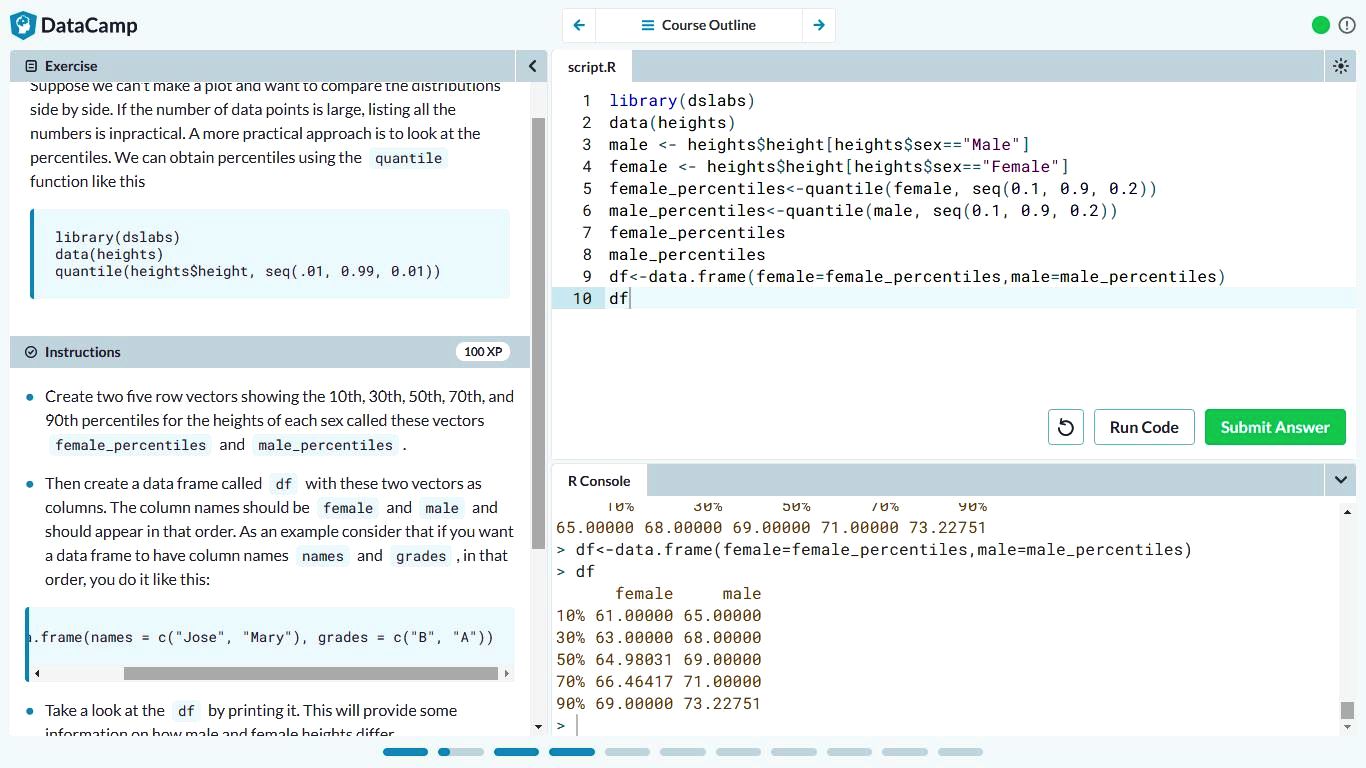 DataCamp
Course Outline
Exercise
Suppose we can't make a plot and want to compare the distributions
side by side. If the number of data points is large, listing all the
numbers is inpractical. A more practical approach is to look at the
percentiles. We can obtain percentiles using the quantile
function like this
library(dslabs)
data(heights)
quantile(heights$height, seq(.01, 0.99, 0.01))
Instructions
100 XP
Create two five row vectors showing the 10th, 30th, 50th, 70th, and
90th percentiles for the heights of each sex called these vectors
female_percentiles and male_percentiles .
Then create a data frame called df with these two vectors as
columns. The column names should be female and male and
should appear in that order. As an example consider that if you want
a data frame to have column names names and grades , in that
order, you do it like this:
a.frame(names = c("Jose", "Mary"), grades = c("B", "A"))
Take a look at the df by printing it. This will provide some
information on how male and female heights differ.
script.R
1 library(dslabs)
2 data(heights)
3 male <- heights$height[heights$sex=="Male"]
4 female <- heights$height[heights$sex=="Female"]
5 female_percentiles<-quantile(female, seq(0.1, 0.9, 0.2))
6 male_percentiles<-quantile(male, seq(0.1, 0.9, 0.2))
7 female_percentiles
8 male_percentiles
9 df<-data.frame(female=female_percentiles,male=male_percentiles)
10 df
Run Code
Submit Answer
R Console
10% 30% 50% 70% 90%
65.00000 68.00000 69.00000 71.00000 73.22751
> df<-data.frame(female=female_percentiles,male=male_percentiles)
> df
female male
10% 61.00000 65.00000
30% 63.00000 68.00000
50% 64.98031 69.00000
70% 66.46417 71.00000
90% 69.00000 73.22751
>